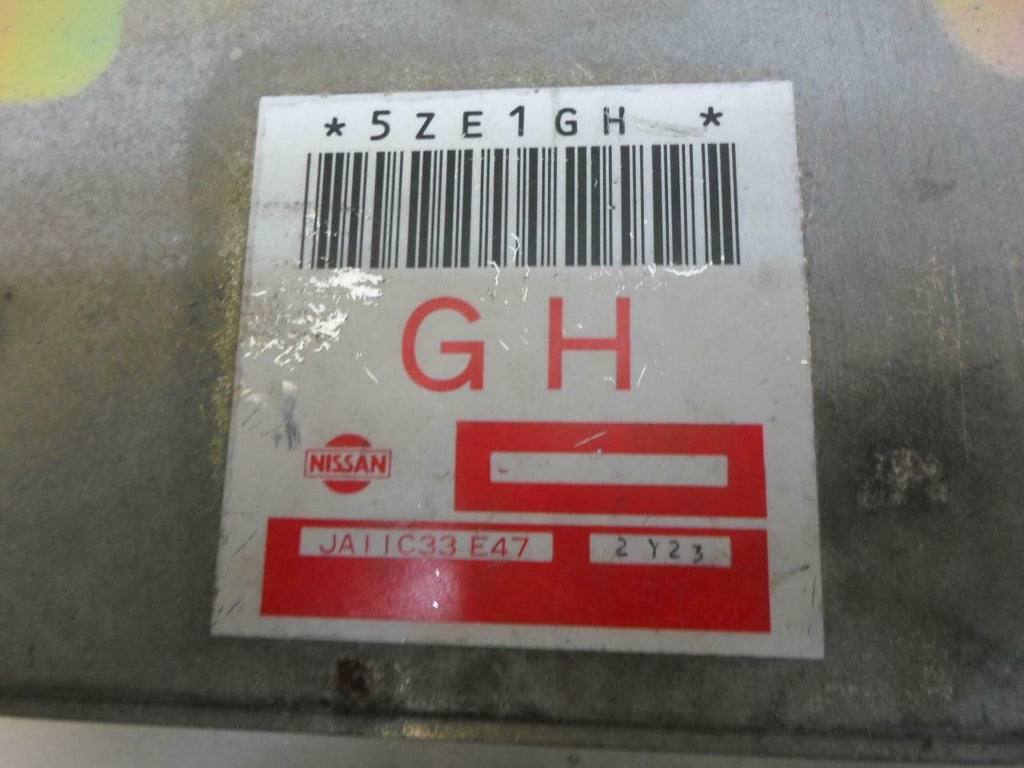 *5ZE1GH *
GH
NISSAN
-
JA11C33 E47 2 Y23